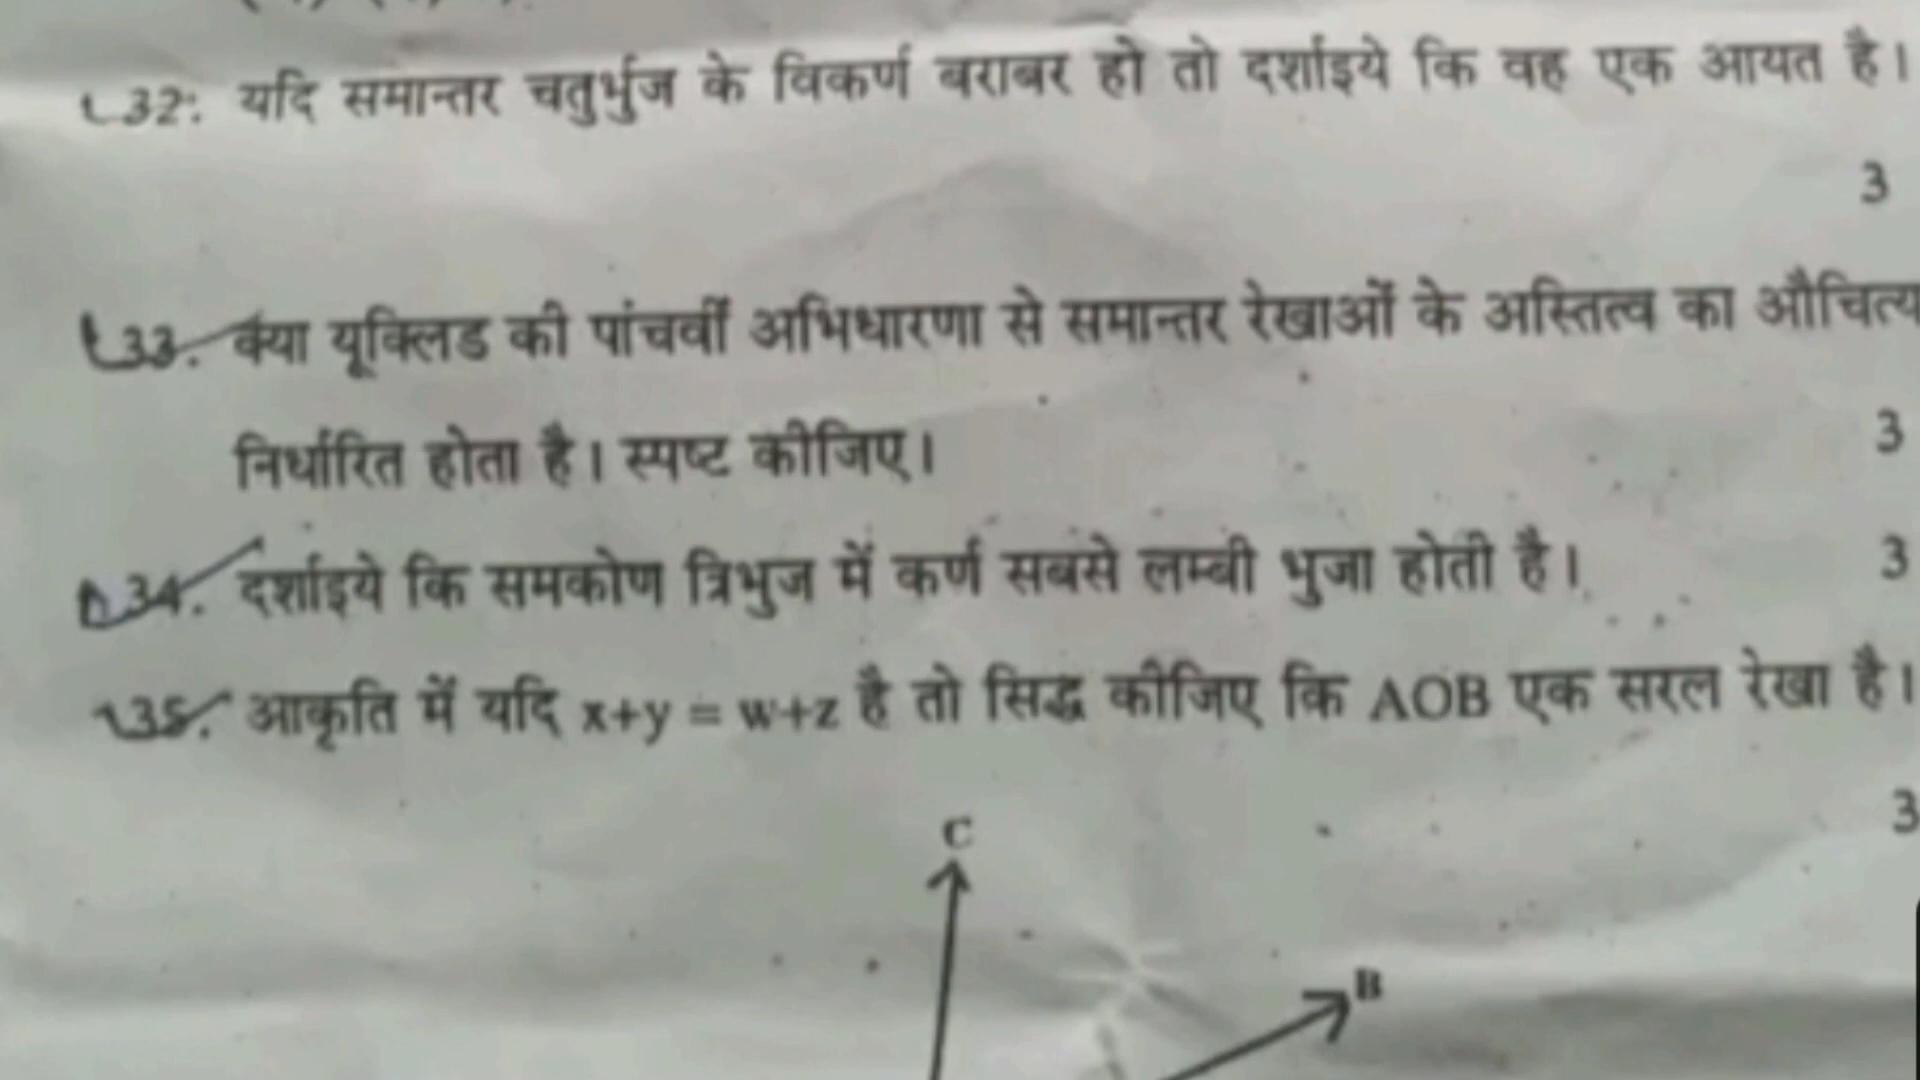 32. यदि समान्तर चतुर्भुज के विकर्ण बराबर हो तो दर्शाइये कि वह एक आयत है।
3
33. क्या यूक्लिड की पांचवीं अभिधारणा से समान्तर रेखाओं के अस्तित्व का औचित्य
निर्धारित होता है। स्पष्ट कीजिए।
3
34. दर्शाइये कि समकोण त्रिभुज में कर्ण सबसे लम्बी भुजा होती है।
3
35. आकृति में यदि x+y = w+z है तो सिद्ध कीजिए कि AOB एक सरल रेखा है।
3
C
B